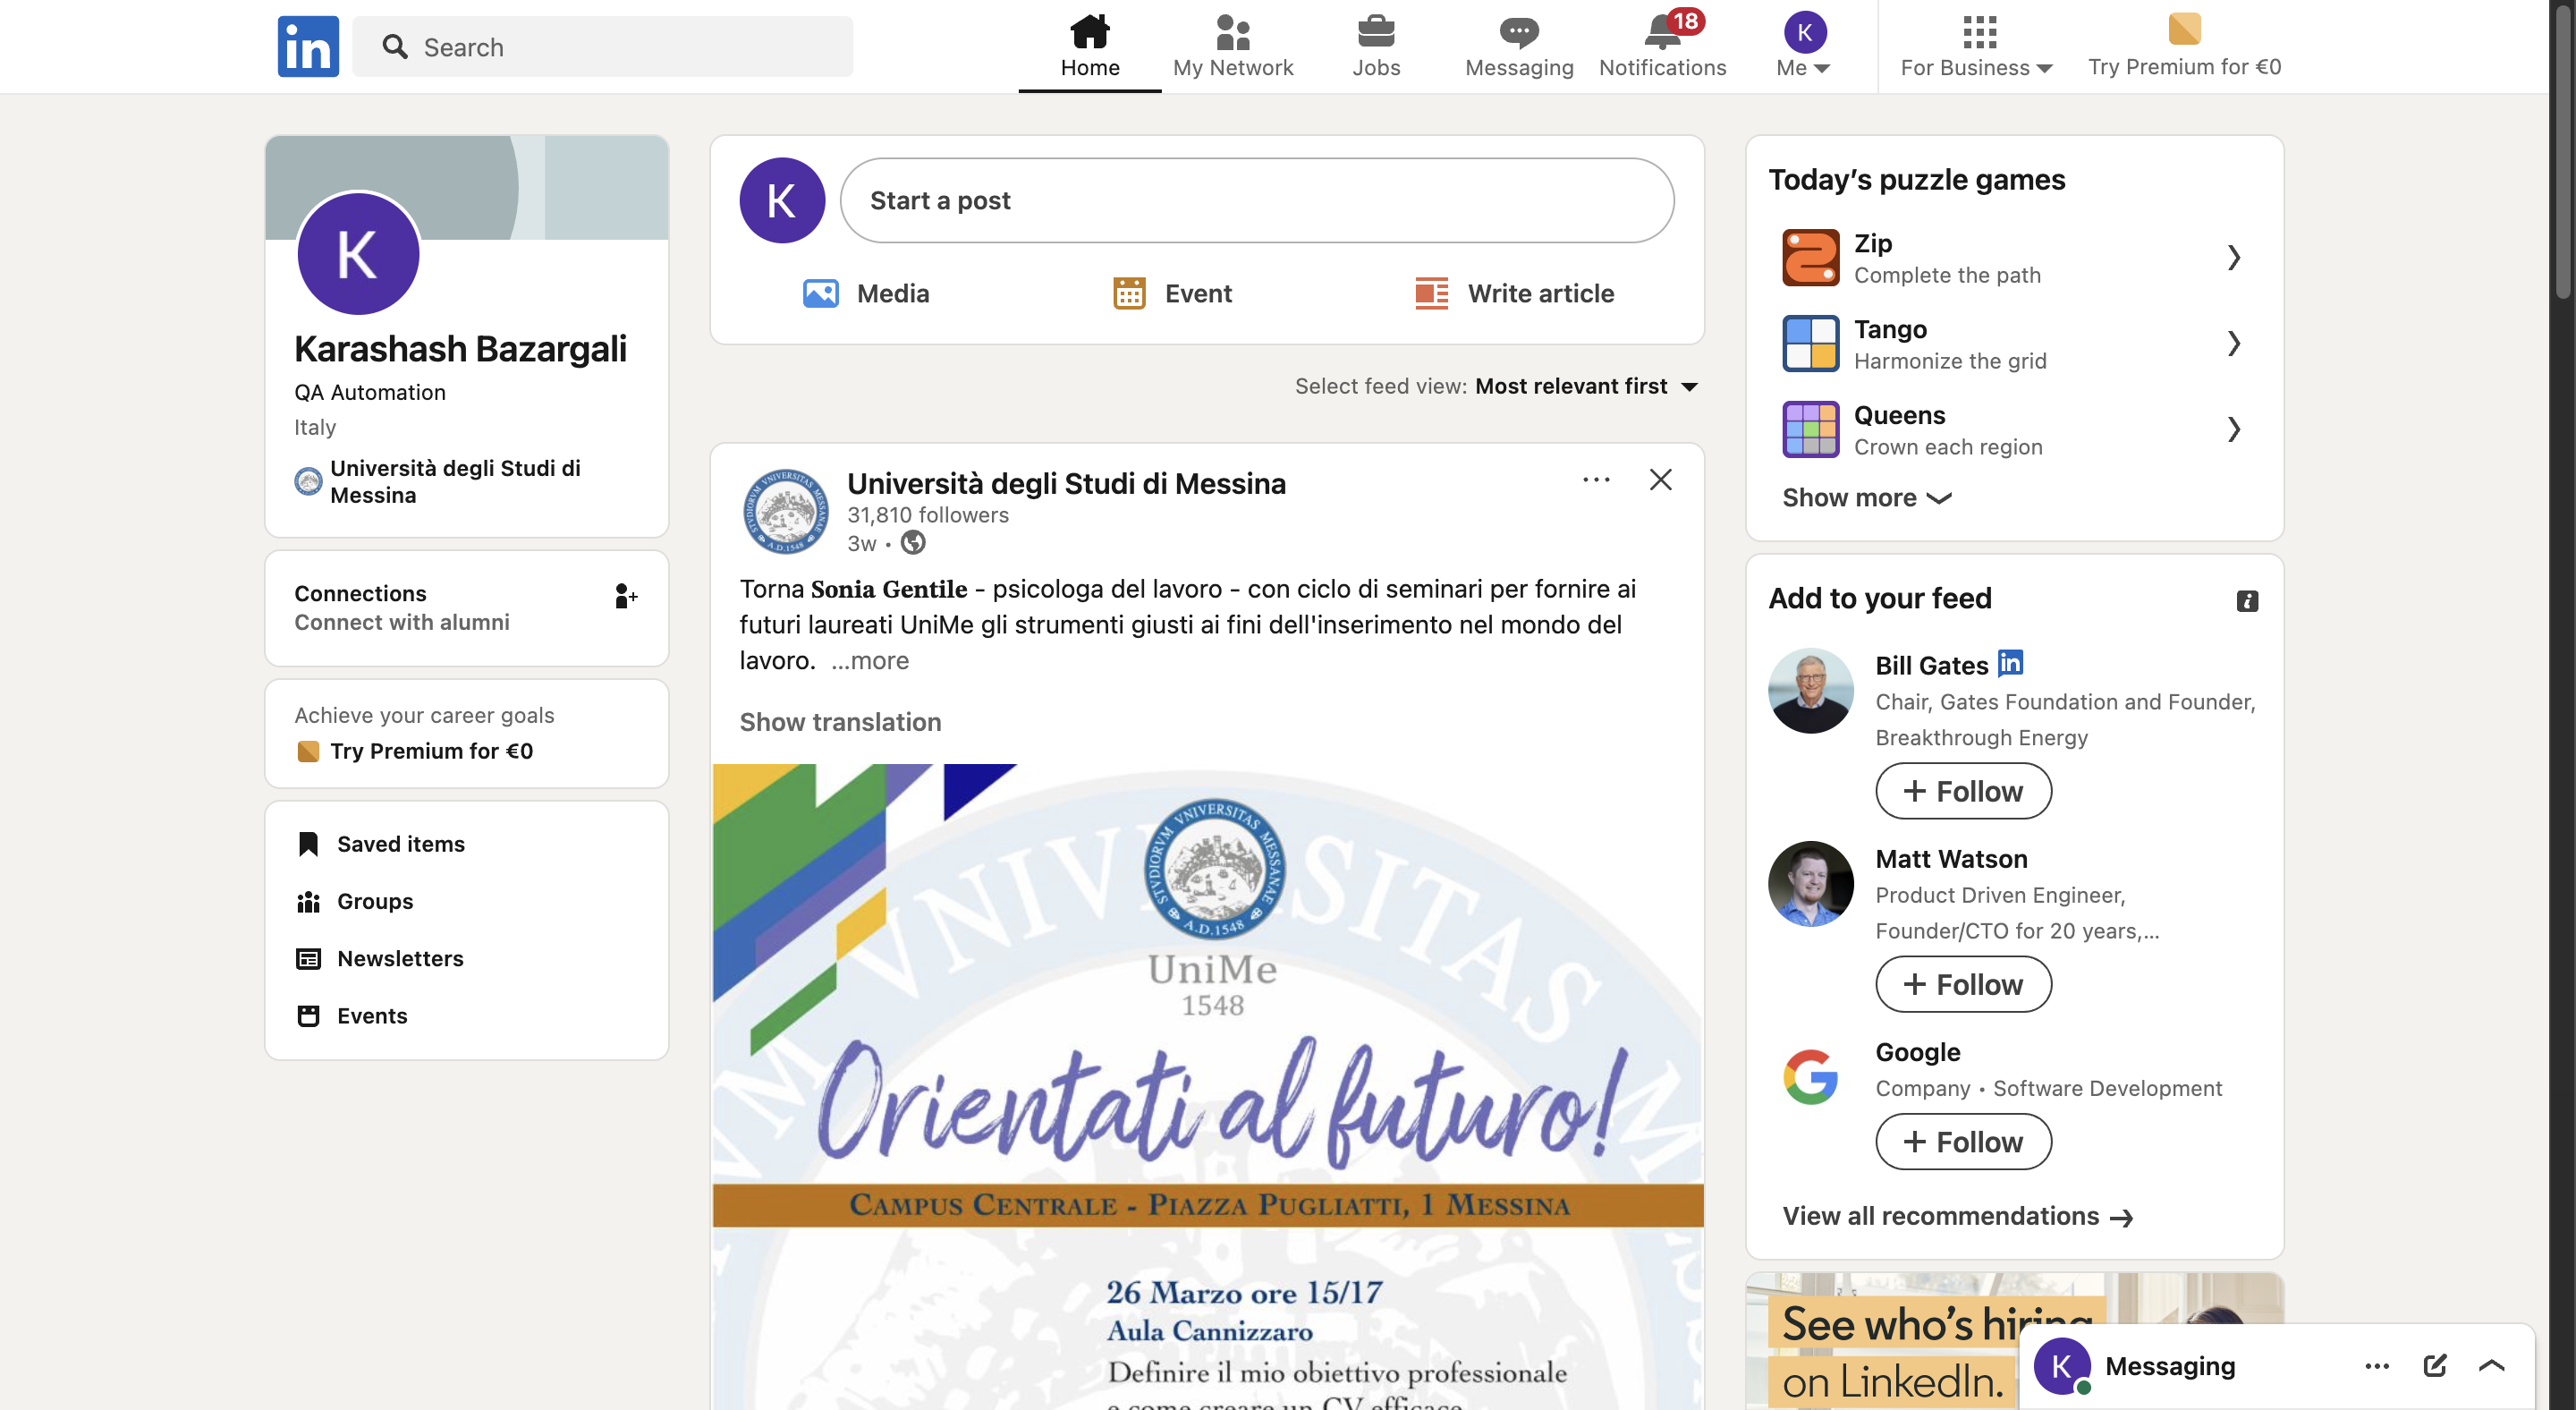 in
Search
Home
My Network
Jobs
Messaging
18
Notifications
K
Me
For Business
Try Premium for €0
K
Karashash Bazargali
QA Automation
Italy
Università degli Studi di
Messina
Connections
Connect with alumni
Achieve your career goals
Try Premium for €0
Saved items
Groups
Newsletters
Events
K
Start a post
Media
Event
Write article
Select feed view: Most relevant first
Università degli Studi di Messina
31,810 followers
3w •
Torna Sonia Gentile - psicologa del lavoro - con ciclo di seminari per fornire ai
futuri laureati UniMe gli strumenti giusti ai fini dell'inserimento nel mondo del
lavoro. ...more
Show translation
STVDIORVM VNIVERSITAS MESSANAE
A.D.1548
UniMe
1548
Orientati al futuro!
CAMPUS CENTRALE - PIAZZA PUGLIATTI, 1 MESSINA
26 Marzo ore 15/17
Aula Cannizzaro
Definire il mio obiettivo professionale
e come creare un CV efficace
Today's puzzle games
Zip
Complete the path
Tango
Harmonize the grid
Queens
Crown each region
Show more
Add to your feed
Bill Gates in
Chair, Gates Foundation and Founder,
Breakthrough Energy
+ Follow
Matt Watson
Product Driven Engineer,
Founder/CTO for 20 years,...
+ Follow
Google
Company • Software Development
+ Follow
View all recommendations →
See who's hiring
on LinkedIn.
K
Messaging